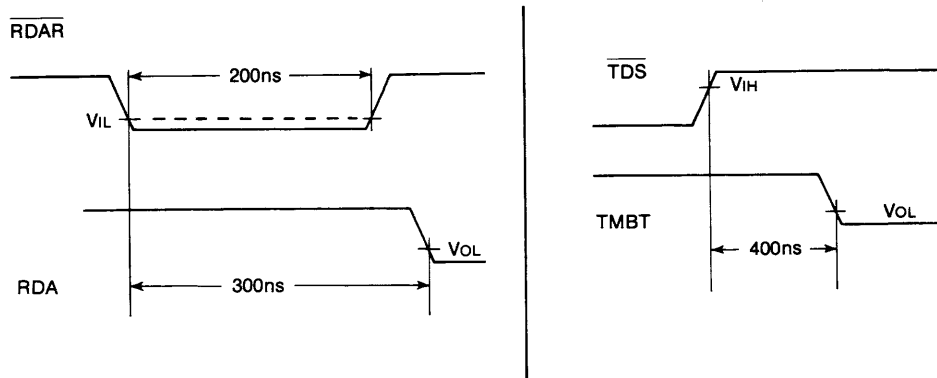 RDAR
200ns
VIL
VOL
RDA
300ns
TDS
VIH
TMBT
VOL
400ns